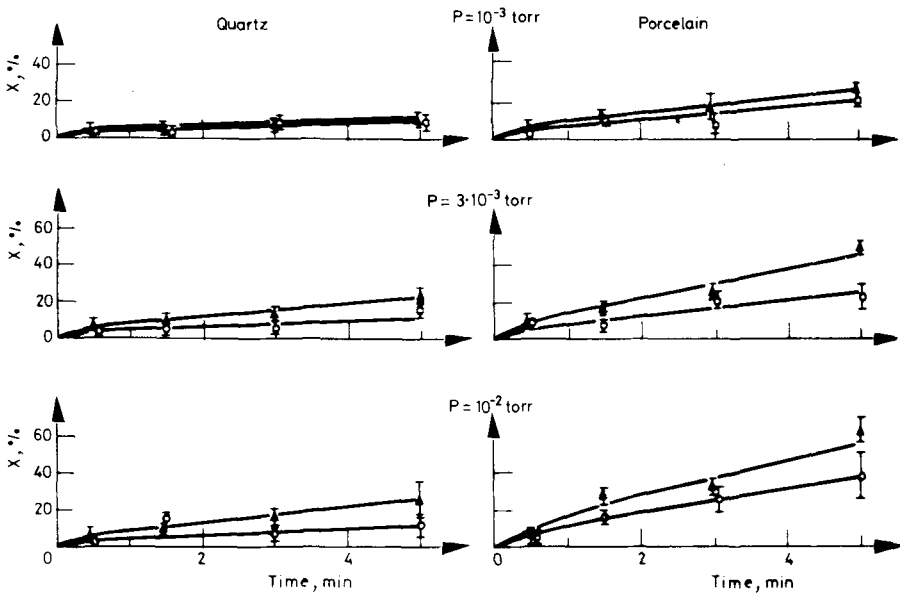 Quartz
P = 10⁻³ torr
Porcelain
X, %
40
20
0
P = 3·10⁻³ torr
X, %
60
40
20
0
P = 10⁻² torr
X, %
60
40
20
0
2
4
Time, min
0
2
4
Time, min